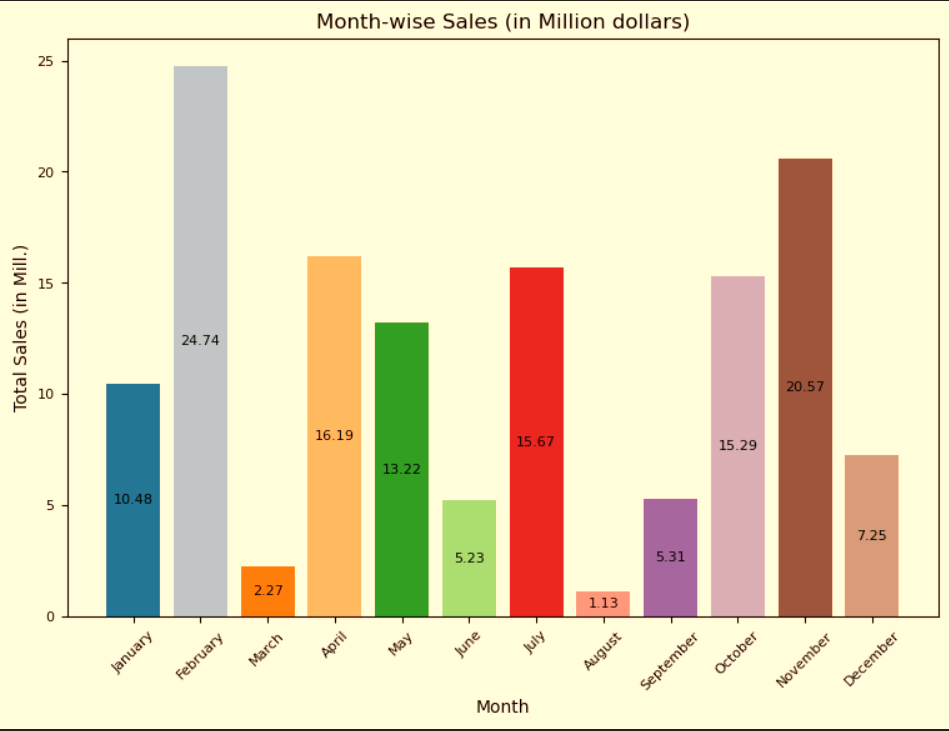 Month-wise Sales (in Million dollars)
Total Sales (in Mill.)
25
20
15
10
5
0
10.48
24.74
2.27
16.19
13.22
5.23
15.67
1.13
5.31
15.29
20.57
7.25
January
February
March
April
May
June
July
August
September
October
November
December
Month